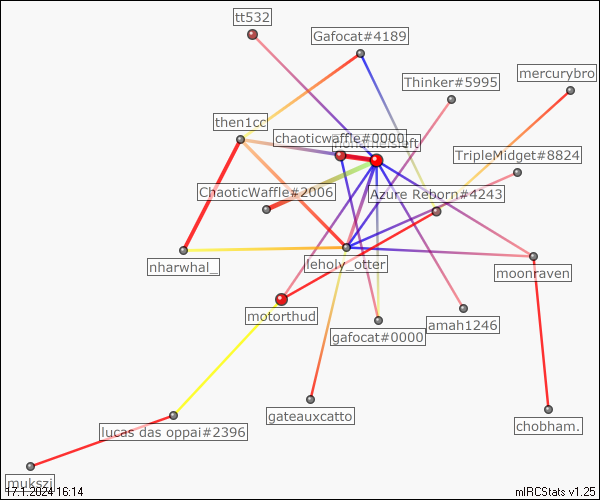 tt532
Gafocat#4189
mercurybro
Thinker#5995
then1cc
chaoticwaffle#0000
TripleMidget#8824
ChaoticWaffle#2006
Azure Reborn#4243
leholy_otter
nharwhal_
moonraven
motorthud
amah1246
gafocat#0000
gateauxcatto
chobham.
lucas das oppai#2396
mukszi
17.1.2024 16:14
mIRCStats v1.25